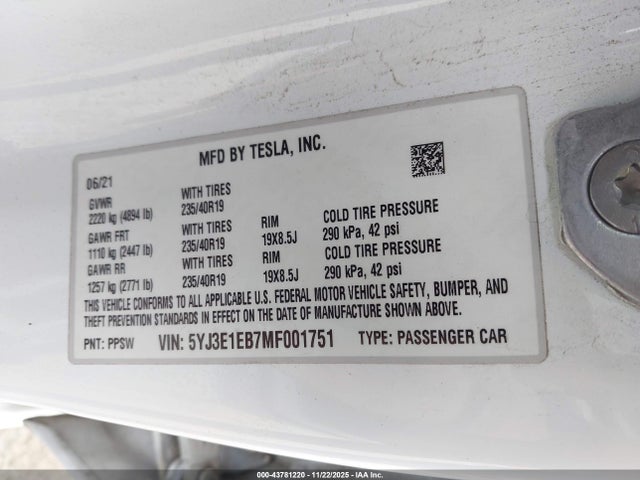 MFD BY TESLA, INC.
06/21
GVWR WITH TIRES
2220 kg (4894 lb) 235/40R19 RIM COLD TIRE PRESSURE
GAWR FRT WITH TIRES 19X8.5J 290 kPa, 42 psi
1110 kg (2447 lb) 235/40R19 RIM COLD TIRE PRESSURE
GAWR RR WITH TIRES 19X8.5J 290 kPa, 42 psi
1257 kg (2771 lb) 235/40R19
THIS VEHICLE CONFORMS TO ALL APPLICABLE U.S. FEDERAL MOTOR VEHICLE SAFETY, BUMPER, AND
THEFT PREVENTION STANDARDS IN EFFECT ON THE DATE OF MANUFACTURE SHOWN ABOVE.
PNT: PPSW VIN: 5YJ3E1EB7MF001751 TYPE: PASSENGER CAR
000-43781220 - 11/22/2025 - IAAI, Inc.